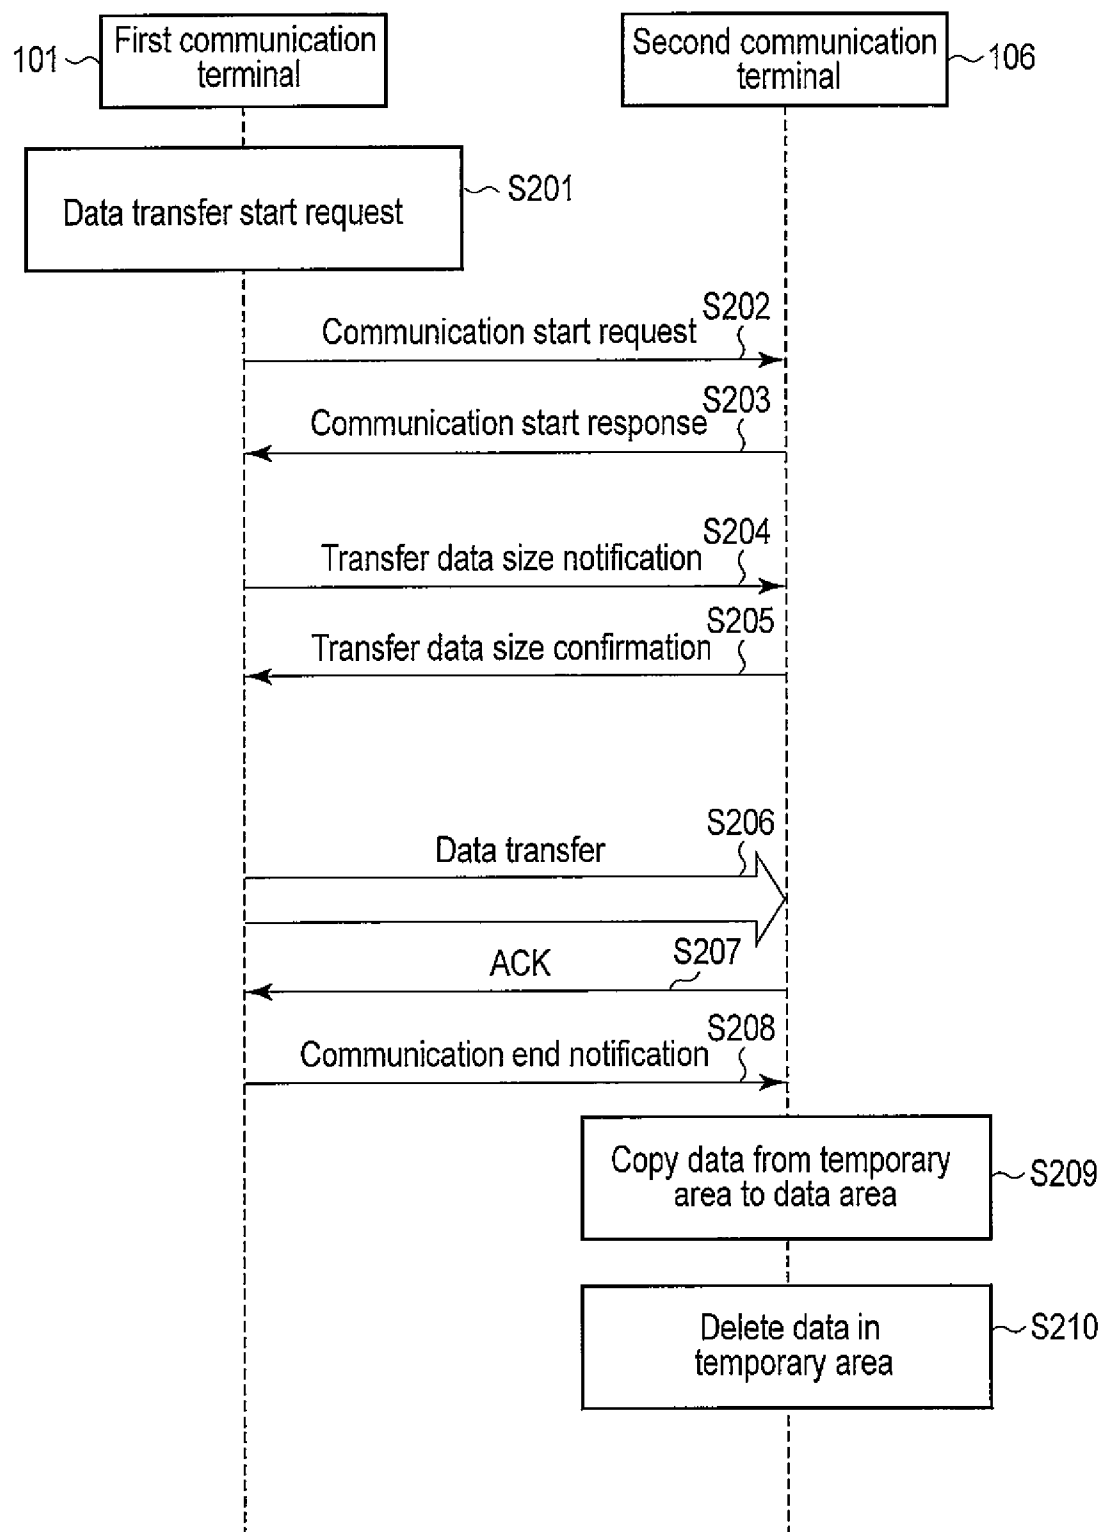 101
First communication
terminal
Second communication
terminal
106
Data transfer start request
S201
Communication start request
S202
Communication start response
S203
Transfer data size notification
S204
Transfer data size confirmation
S205
Data transfer
S206
ACK
S207
Communication end notification
S208
Copy data from temporary
area to data area
S209
Delete data in
temporary area
S210